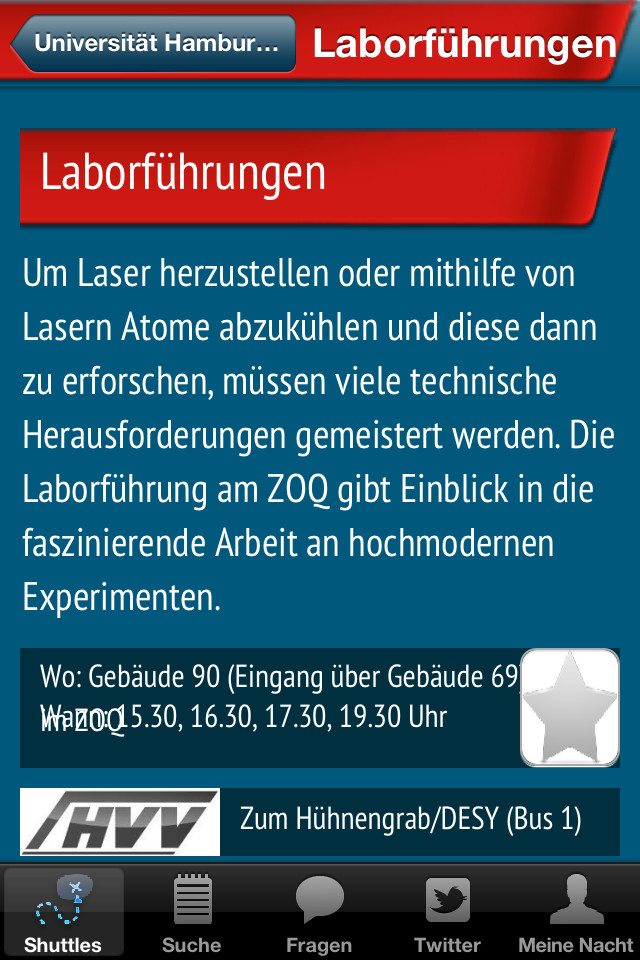 Universität Hambur...
Laborführungen
Laborführungen
Um Laser herzustellen oder mithilfe von
Lasern Atome abzukühlen und diese dann
zu erforschen, müssen viele technische
Herausforderungen gemeistert werden. Die
Laborführung am ZOQ gibt Einblick in die
faszinierende Arbeit an hochmodernen
Experimenten.
Wo: Gebäude 90 (Eingang über Gebäude 69)
im ZOQ
Wann: 15.30, 16.30, 17.30, 19.30 Uhr
HVV
Zum Hühnengrab/DESY (Bus 1)
Shuttles
Suche
Fragen
Twitter
Meine Nacht